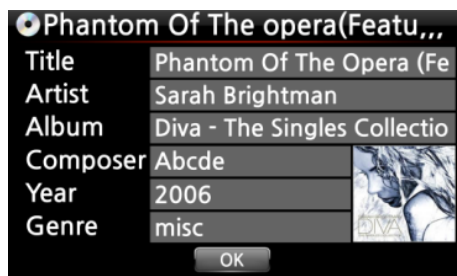 Phantom Of The opera(Featu,,,
Title Phantom Of The Opera (Fe
Artist Sarah Brightman
Album Diva - The Singles Collectio
Composer Abcde
Year 2006
Genre misc
DIVA
OK